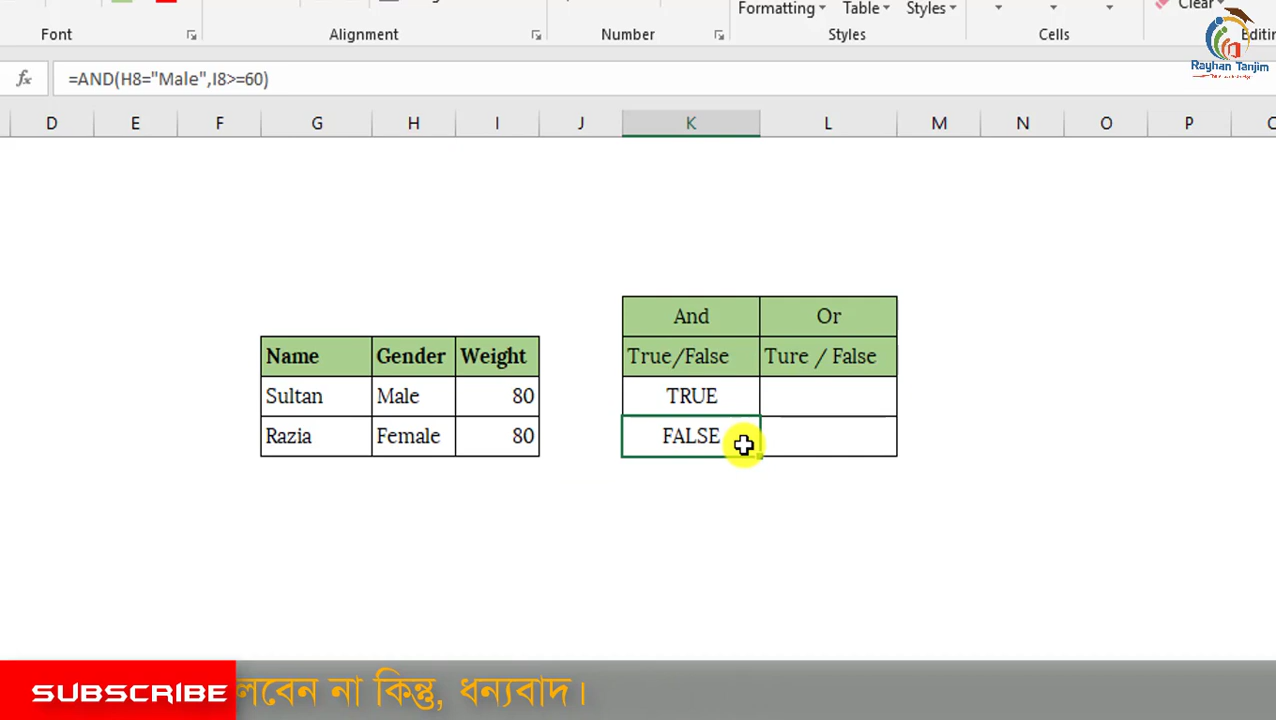 Formatting Table Styles Clear
Font Alignment Number Styles Cells Editing
Rayhan Tanjim
fx =AND(H8="Male",I8>=60)
D E F G H I J K L M N O P
And Or
Name Gender Weight True/False Ture / False
Sultan Male 80 TRUE
Razia Female 80 FALSE
SUBSCRIBE লবেন না কিন্তু, ধন্যবাদ।